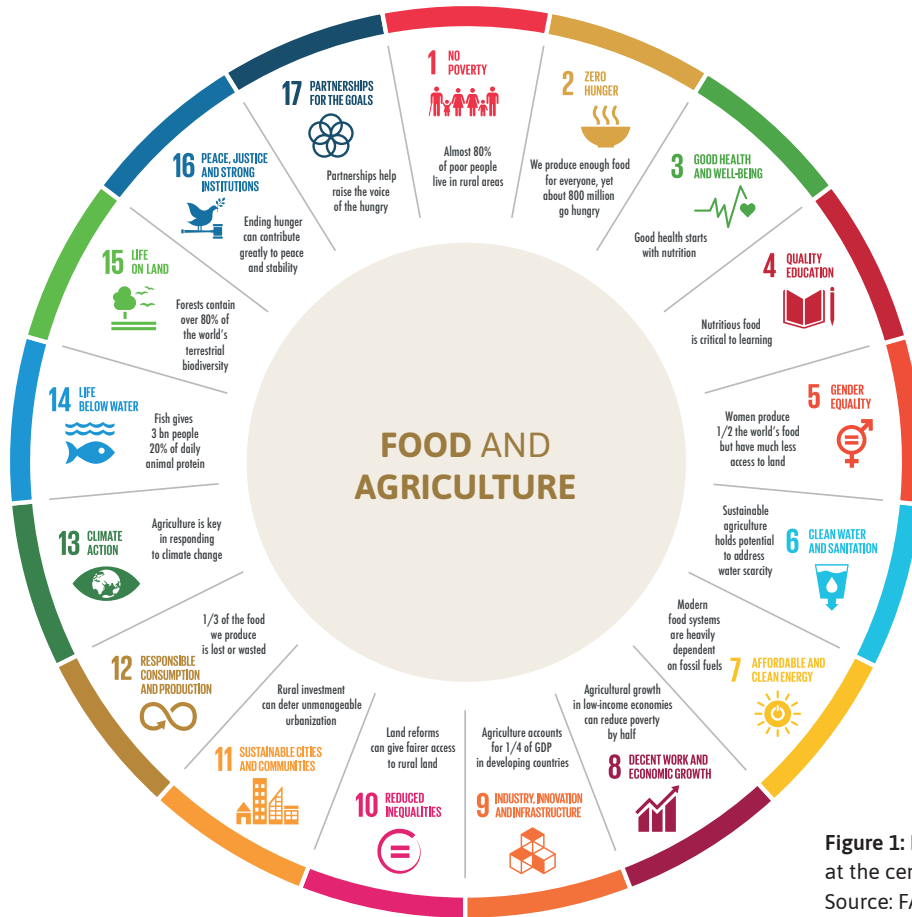 1 NO
POVERTY
Almost 80%
of poor people
live in rural areas
2 ZERO
HUNGER
We produce enough food
for everyone, yet
about 800 million
go hungry
3 GOOD HEALTH
AND WELL-BEING
Good health starts
with nutrition
4 QUALITY
EDUCATION
Nutritious food
is critical to learning
5 GENDER
EQUALITY
Women produce
1/2 the world's food
but have much less
access to land
6 CLEAN WATER
AND SANITATION
Sustainable
agriculture
holds potential
to address
water scarcity
7 AFFORDABLE AND
CLEAN ENERGY
Modern
food systems
are heavily
dependent
on fossil fuels
8 DECENT WORK AND
ECONOMIC GROWTH
Agricultural growth
in low-income economies
can reduce poverty
by half
9 INDUSTRY, INNOVATION
AND INFRASTRUCTURE
Agriculture accounts
for 1/4 of GDP
in developing countries
10 REDUCED
INEQUALITIES
Land reforms
can give fairer access
to rural land
11 SUSTAINABLE CITIES
AND COMMUNITIES
Rural investment
can deter unmanageable
urbanization
12 RESPONSIBLE
CONSUMPTION
AND PRODUCTION
1/3 of the food
we produce
is lost or wasted
13 CLIMATE
ACTION
Agriculture is key
in responding
to climate change
14 LIFE
BELOW WATER
Fish gives
3 bn people
20% of daily
animal protein
15 LIFE
ON LAND
Forests contain
over 80% of
the world's
terrestrial
biodiversity
16 PEACE, JUSTICE
AND STRONG
INSTITUTIONS
Ending hunger
can contribute
greatly to peace
and stability
17 PARTNERSHIPS
FOR THE GOALS
Partnerships help
raise the voice
of the hungry
FOOD AND
AGRICULTURE
Figure 1:
at the
Source: